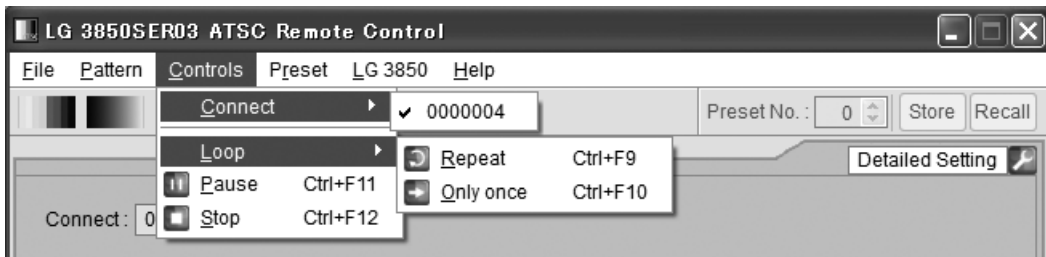 LG 3850SER03 ATSC Remote Control
File Pattern Controls Preset LG 3850 Help
Connect
0000004
Preset No. : 0 Store Recall
Loop
Repeat Ctrl+F9
Detailed Setting
Pause Ctrl+F11
Only once Ctrl+F10
Connect : 0
Stop Ctrl+F12